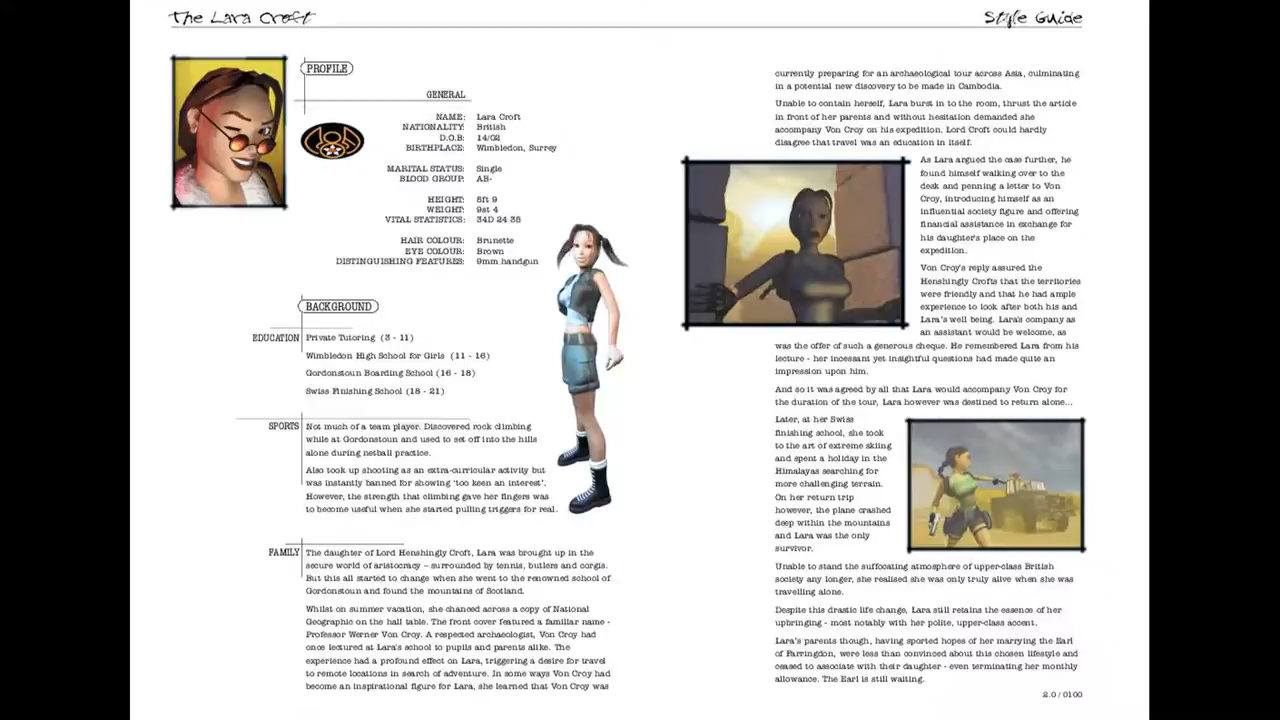 The Lara Croft
Style Guide
PROFILE
GENERAL
NAME: Lara Croft
NATIONALITY: British
D.O.B: 14/02
BIRTHPLACE: Wimbledon, Surrey
MARITAL STATUS: Single
BLOOD GROUP: AB-
HEIGHT: 5ft 9
WEIGHT: 9st 4
VITAL STATISTICS: 34D 24 35
HAIR COLOUR: Brunette
EYE COLOUR: Brown
DISTINGUISHING FEATURES: 9mm handgun
BACKGROUND
EDUCATION Private Tutoring (3 - 11)
Wimbledon High School for Girls (11 - 16)
Gordonstoun Boarding School (16 - 18)
Swiss Finishing School (18 - 21)
SPORTS Not much of a team player. Discovered rock climbing
while at Gordonstoun and used to set off into the hills
alone during netball practice.
Also took up shooting as an extra-curricular activity but
was instantly banned for showing 'too keen an interest'.
However, the strength that climbing gave her fingers was
to become useful when she started pulling triggers for real.
FAMILY The daughter of Lord Henshingly Croft, Lara was brought up in the
secure world of aristocracy – surrounded by tennis, butlers and corgis.
But this all started to change when she went to the renowned school of
Gordonstoun and found the mountains of Scotland.
Whilst on summer vacation, she chanced across a copy of National
Geographic on the hall table. The front cover featured a familiar name -
Professor Werner Von Croy. A respected archaeologist, Von Croy had
once lectured at Lara's school to pupils and parents alike. The
experience had a profound effect on Lara, triggering a desire for travel
to remote locations in search of adventure. In some ways Von Croy had
become an inspirational figure for Lara, she learned that Von Croy was
currently preparing for an archaeological tour across Asia, culminating
in a potential new discovery to be made in Cambodia.
Unable to contain herself, Lara burst in to the room, thrust the article
in front of her parents and without hesitation demanded she
accompany Von Croy on his expedition. Lord Croft could hardly
disagree that travel was an education in itself.
As Lara argued the case further, he
found himself walking over to the
desk and penning a letter to Von
Croy, introducing himself as an
influential society figure and offering
financial assistance in exchange for
his daughter's place on the
expedition.
Von Croy's reply assured the
Henshingly Crofts that the territories
were friendly and that he had ample
experience to look after both his and
Lara's well being. Lara's company as
an assistant would be welcome, as
was the offer of such a generous cheque. He remembered Lara from his
lecture - her incessant yet insightful questions had made quite an
impression upon him.
And so it was agreed by all that Lara would accompany Von Croy for
the duration of the tour, Lara however was destined to return alone...
Later, at her Swiss
finishing school, she took
to the art of extreme skiing
and spent a holiday in the
Himalayas searching for
more challenging terrain.
On her return trip
however, the plane crashed
deep within the mountains
and Lara was the only
survivor.
Unable to stand the suffocating atmosphere of upper-class British
society any longer, she realised she was only truly alive when she was
travelling alone.
Despite this drastic life change, Lara still retains the essence of her
upbringing - most notably with her polite, upper-class accent.
Lara's parents though, having sported hopes of her marrying the Earl
of Farringdon, were less than convinced about this chosen lifestyle and
ceased to associate with their daughter - even terminating her monthly
allowance. The Earl is still waiting.
2.0 / 0100